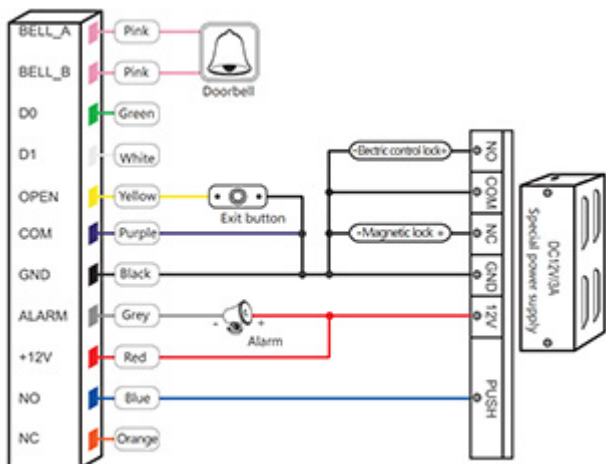 BELL_A Pink
BELL_B Pink
Doorbell
D0 Green
D1 White
OPEN Yellow
Exit button
COM Purple
GND Black
ALARM Grey
- +
Alarm
+12V Red
NO Blue
NC Orange
-Electric control lock+
-Magnetic lock +
NO
COM
NC
GND
12V
PUSH
DC12V/3A
Special power supply